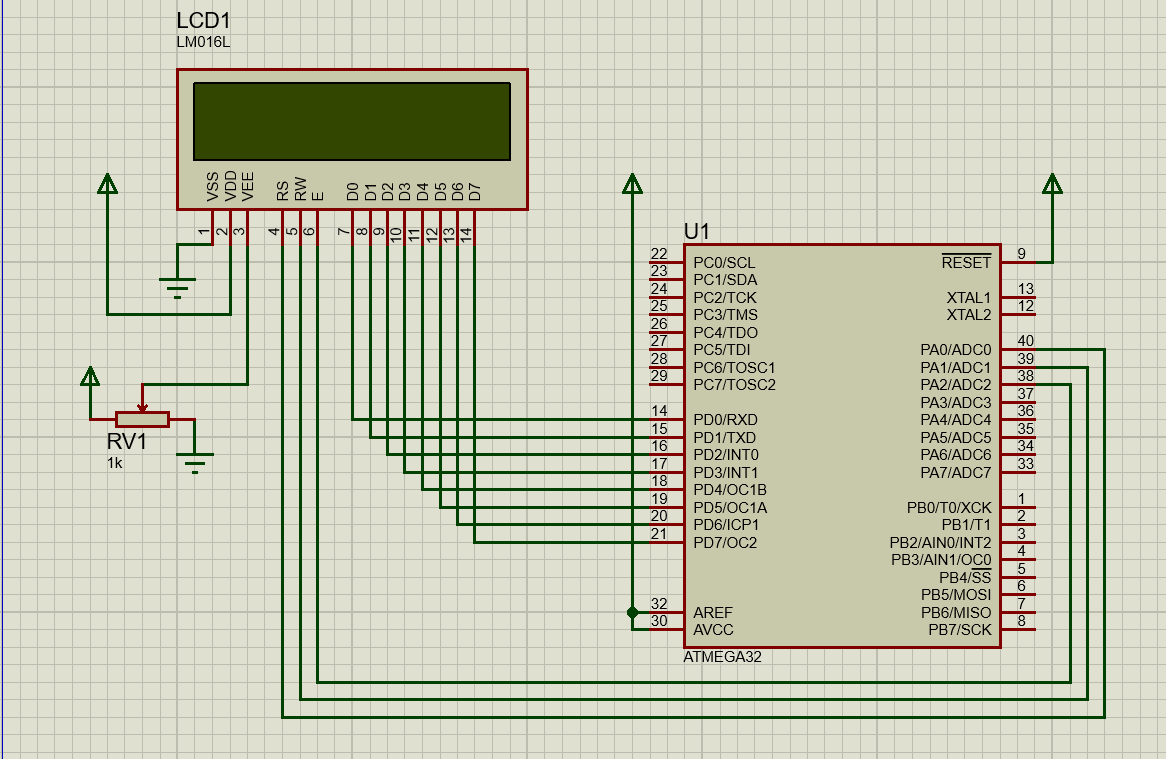 LCD1
LM016L
VSS VDD VEE RS RW E D0 D1 D2 D3 D4 D5 D6 D7
1 2 3 4 5 6 7 8 9 10 11 12 13 14
RV1
1k
U1
22 PC0/SCL RESET 9
23 PC1/SDA
24 PC2/TCK XTAL1 13
25 PC3/TMS XTAL2 12
26 PC4/TDO
27 PC5/TDI PA0/ADC0 40
28 PC6/TOSC1 PA1/ADC1 39
29 PC7/TOSC2 PA2/ADC2 38
PA3/ADC3 37
14 PD0/RXD PA4/ADC4 36
15 PD1/TXD PA5/ADC5 35
16 PD2/INT0 PA6/ADC6 34
17 PD3/INT1 PA7/ADC7 33
18 PD4/OC1B
19 PD5/OC1A PB0/T0/XCK 1
20 PD6/ICP1 PB1/T1 2
21 PD7/OC2 PB2/AIN0/INT2 3
PB3/AIN1/OC0 4
PB4/SS 5
PB5/MOSI 6
32 AREF PB6/MISO 7
30 AVCC PB7/SCK 8
ATMEGA32